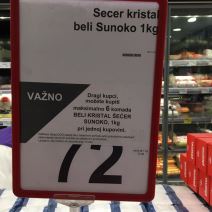 Secer kristal
beli Sunoko 1kg
VAŽNO
Dragi kupci,
možete kupiti
maksimalno 6 komada
BELI KRISTAL ŠEĆER
SUNOKO, 1kg
pri jednoj kupovini.
72